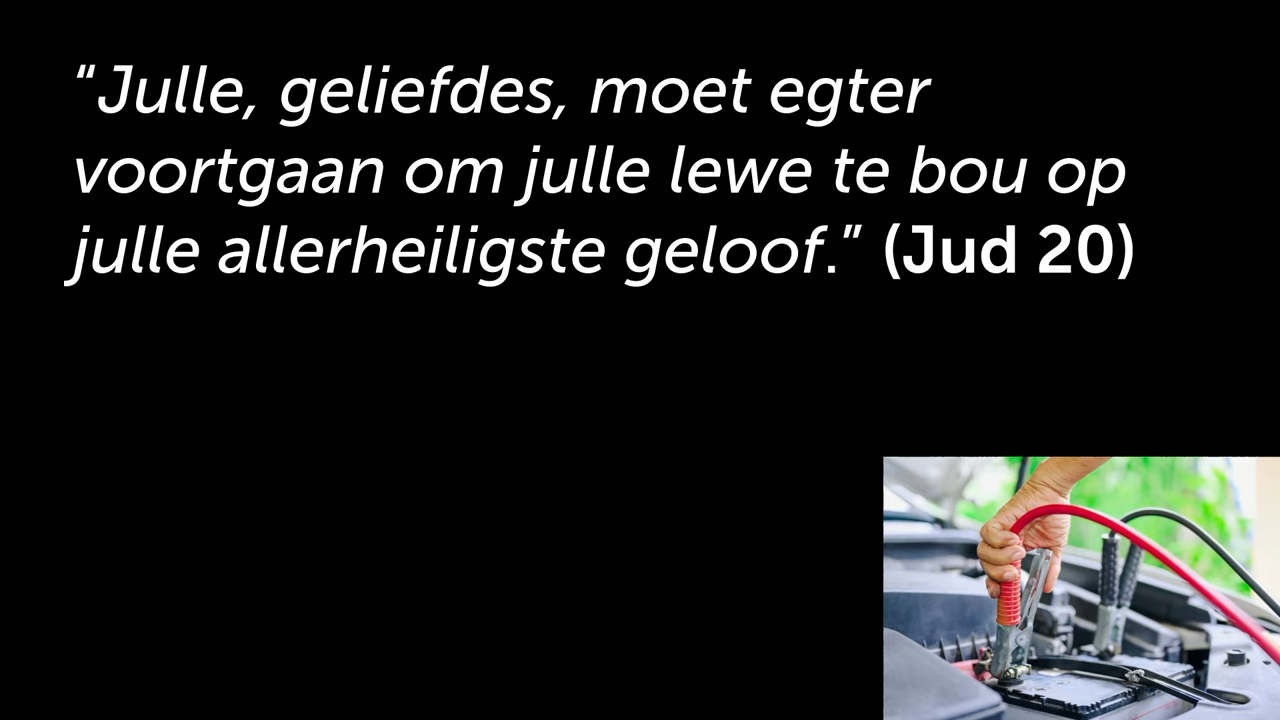 “Julle, geliefdes, moet egter
voortgaan om julle lewe te bou op
julle allerheiligste geloof.” (Jud 20)